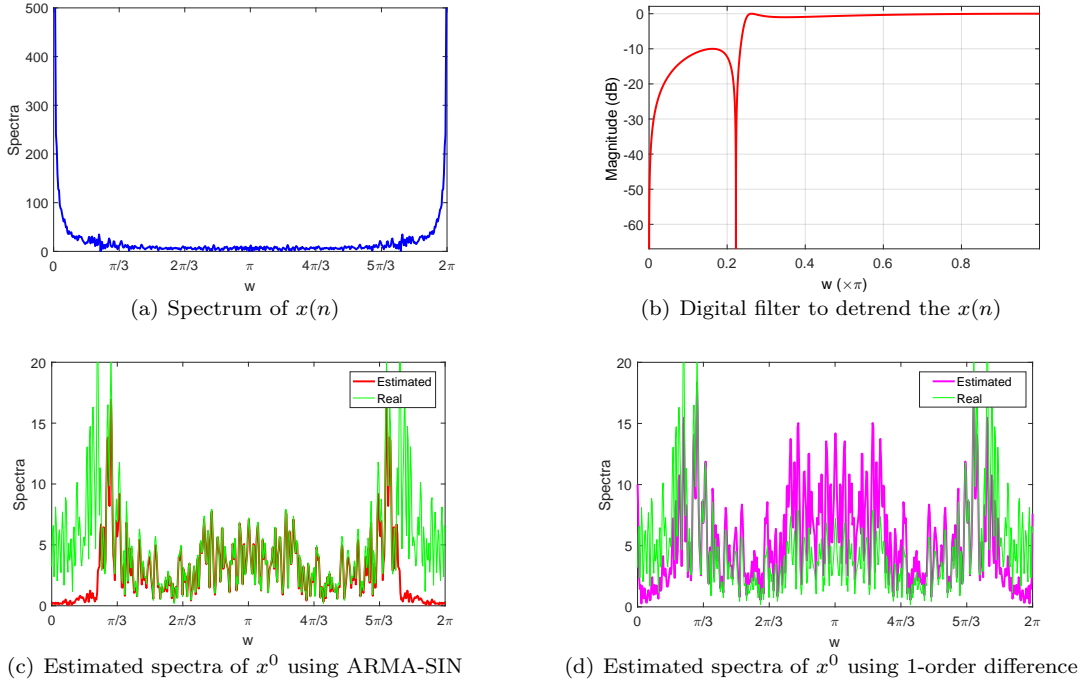 500
400
300
200
100
0
Spectra
0 π/3 2π/3 π 4π/3 5π/3 2π
w
(a) Spectrum of x(n)
0
-10
-20
-30
-40
-50
-60
Magnitude (dB)
0 0.2 0.4 0.6 0.8
w (×π)
(b) Digital filter to detrend the x(n)
20
15
10
5
0
Spectra
Estimated
Real
0 π/3 2π/3 π 4π/3 5π/3 2π
w
(c) Estimated spectra of x⁰ using ARMA-SIN
20
15
10
5
0
Spectra
Estimated
Real
0 π/3 2π/3 π 4π/3 5π/3 2π
w
(d) Estimated spectra of x⁰ using 1-order difference